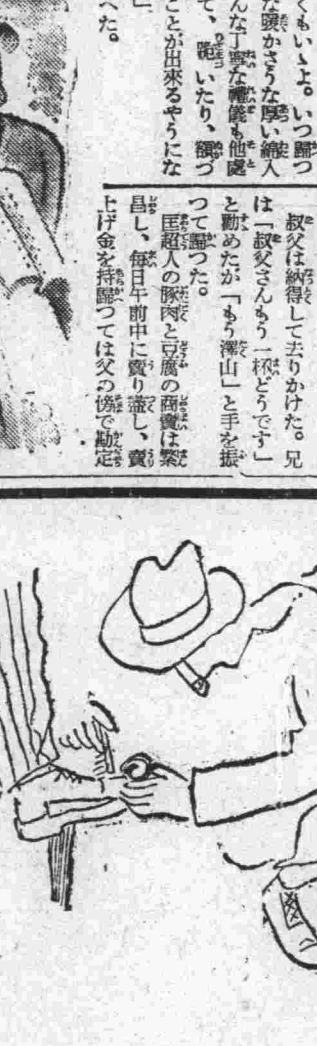 くもいゝよ。いつ歸つ
な暖かさうな厚い綿入
んな丁寧な禮儀も他處
て、跪いたり、額づ
ことが出來るやうにな
」
へた。
叔父は納得して去りかけた。兄
は「叔父さんもう一杯どうです」
と勸めたが「もう澤山」と手を振
つて歸つた。
匡超人の豚肉と豆腐の商賣は繁
昌し、毎日午前中に賣り盡し、賣
上げ金を持歸つては父の傍で勘定